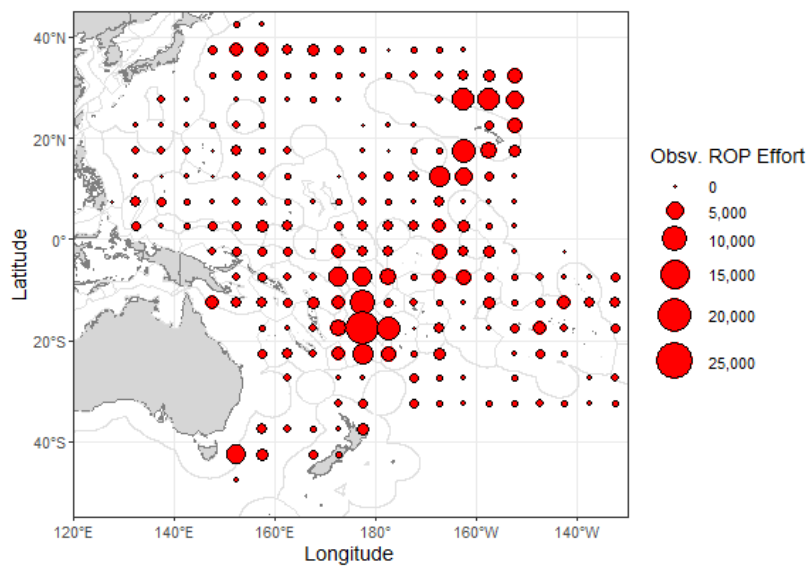 40°N
20°N
0°
20°S
40°S
Latitude
120°E
140°E
160°E
180°
160°W
140°W
Longitude
Obsv. ROP Effort
0
5,000
10,000
15,000
20,000
25,000